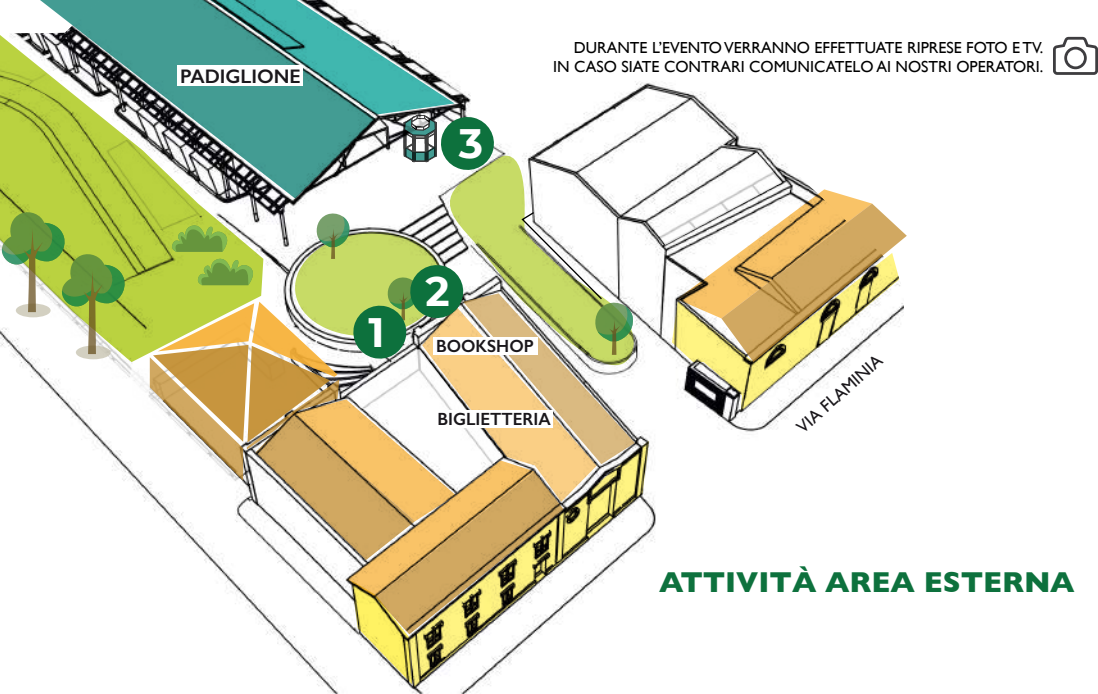 DURANTE L'EVENTO VERRANNO EFFETTUATE RIPRESE FOTO E TV.
IN CASO SIATE CONTRARI COMUNICATELO AI NOSTRI OPERATORI.
PADIGLIONE
3
2
1
BOOKSHOP
BIGLIETTERIA
VIA FLAMINIA
ATTIVITÀ AREA ESTERNA